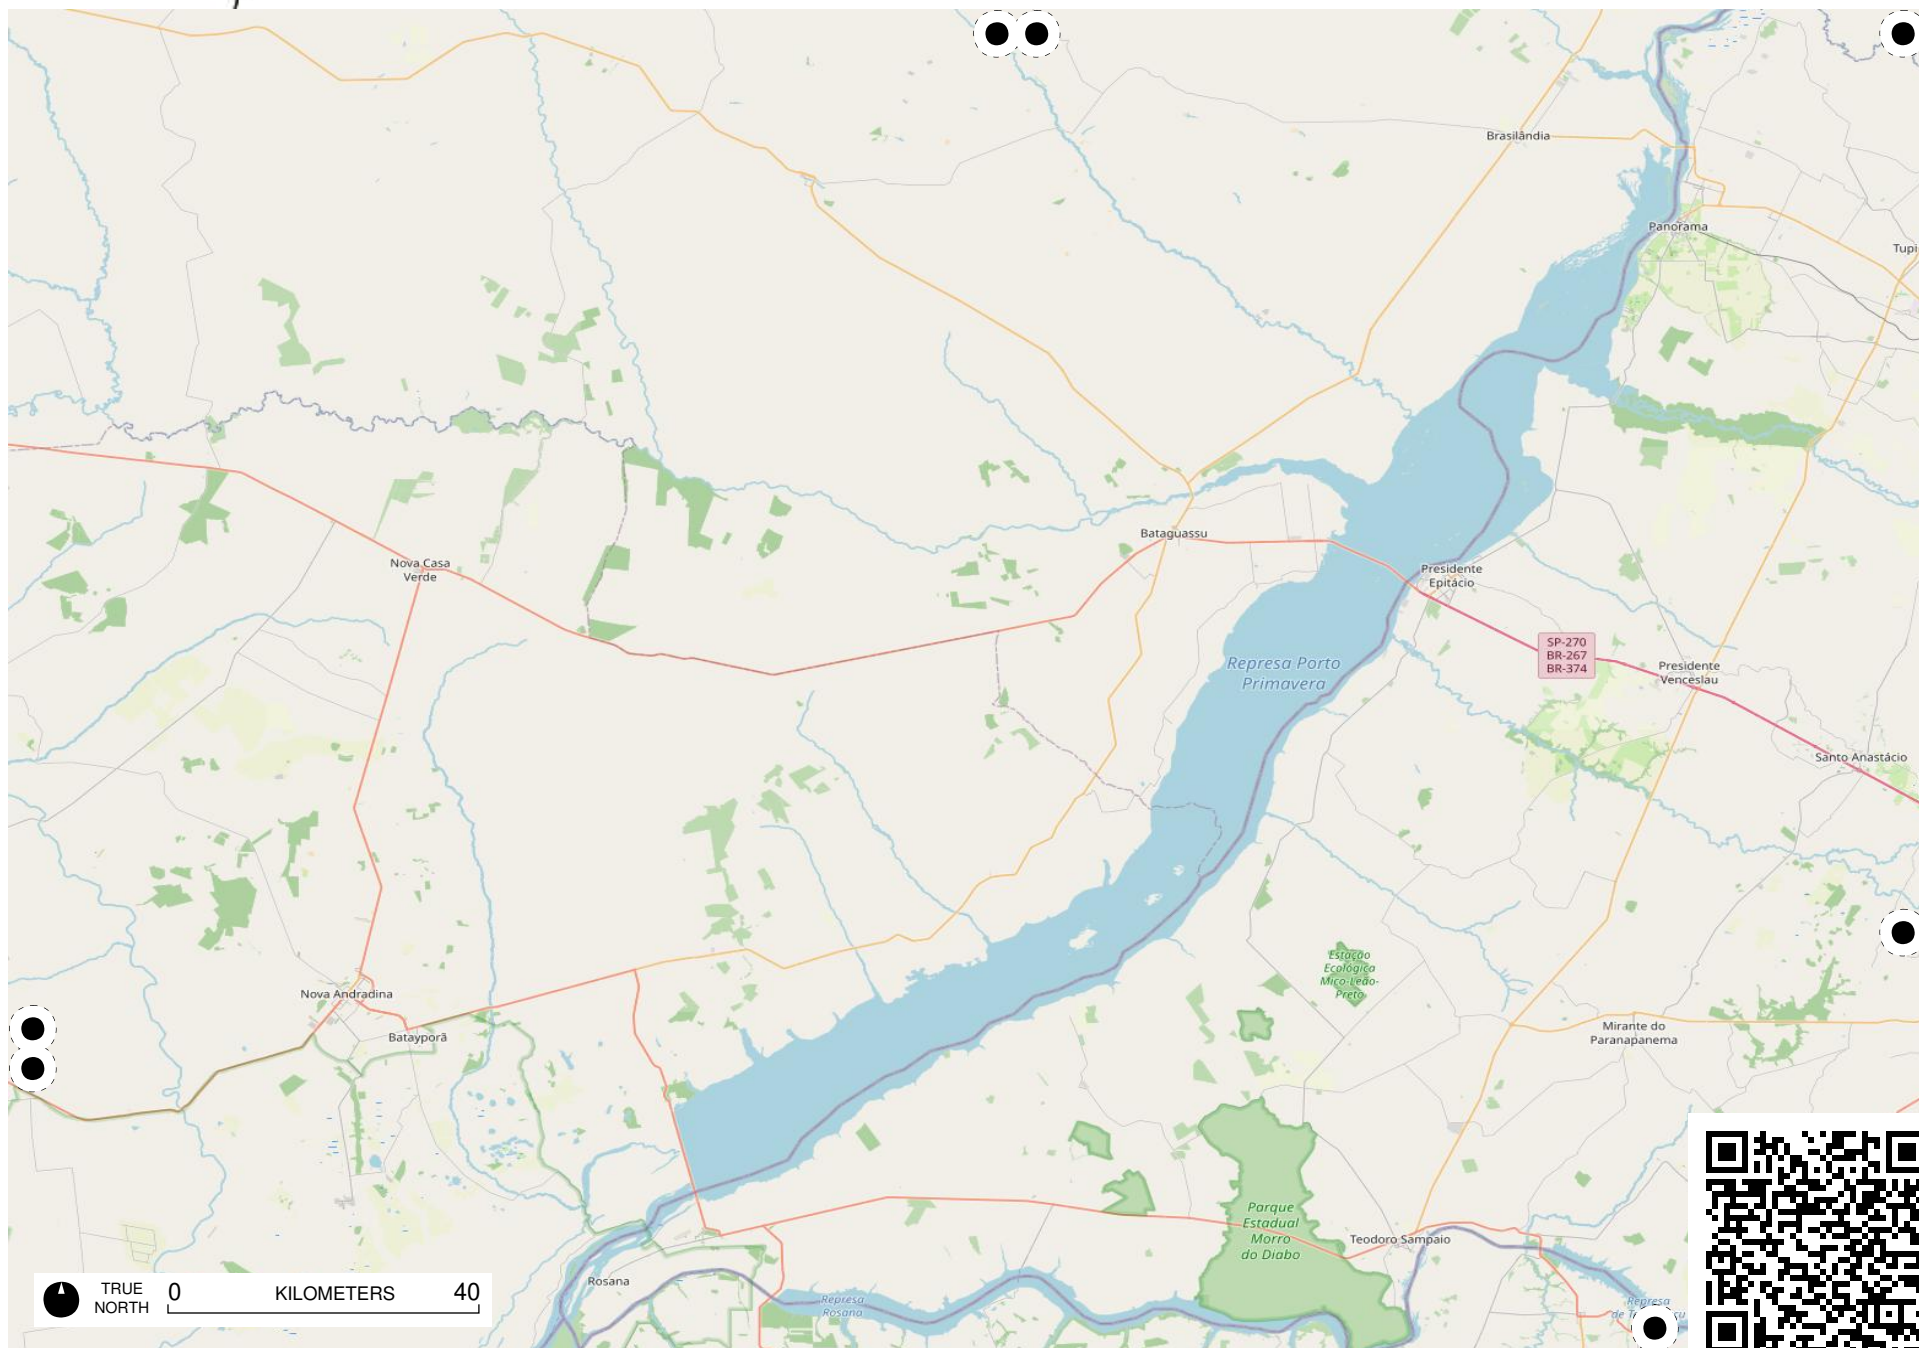 Brasilândia
Panorama
Tupi
Bataguassu
Nova Casa
Verde
Presidente
Epitácio
SP-270
BR-267
BR-374
Represa Porto
Primavera
Presidente
Venceslau
Santo Anastácio
Estação
Ecológica
Mico-Leão-
Preto
Nova Andradina
Batayporã
Mirante do
Paranapanema
Parque
Estadual
Morro
do Diabo
Teodoro Sampaio
Rosana
Represa
Rosana
Represa
TRUE
NORTH
0 KILOMETERS 40